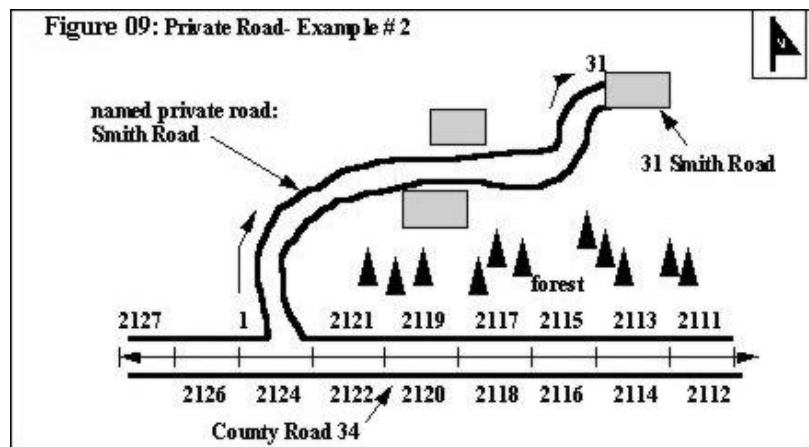 Figure 09: Private Road- Example # 2
N
31
named private road:
Smith Road
31 Smith Road
forest
2127 1 2121 2119 2117 2115 2113 2111
2126 2124 2122 2120 2118 2116 2114 2112
County Road 34